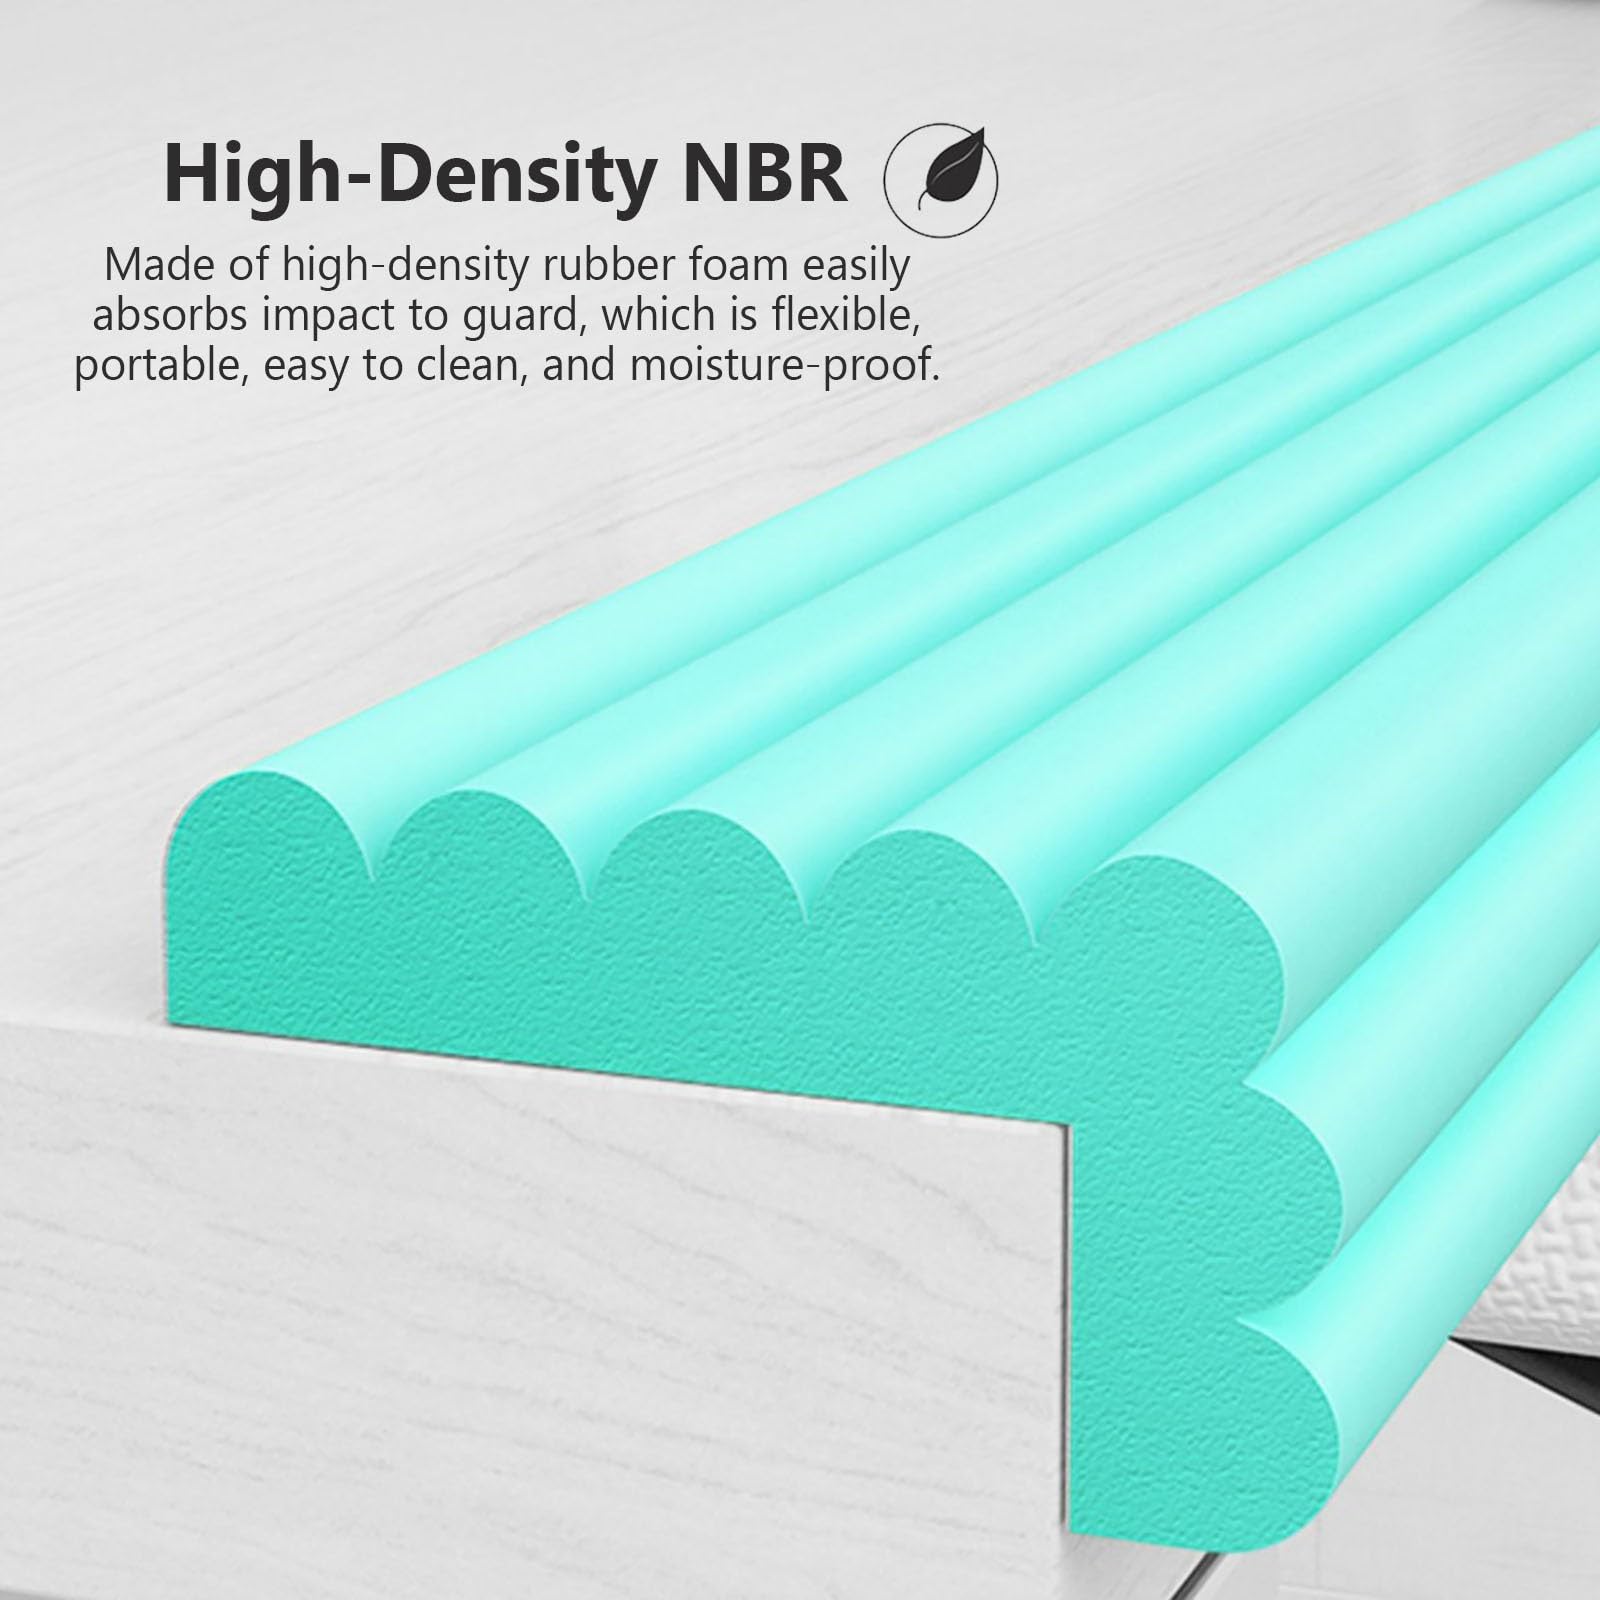 High-Density NBR
Made of high-density rubber foam easily
absorbs impact to guard, which is flexible,
portable, easy to clean, and moisture-proof.